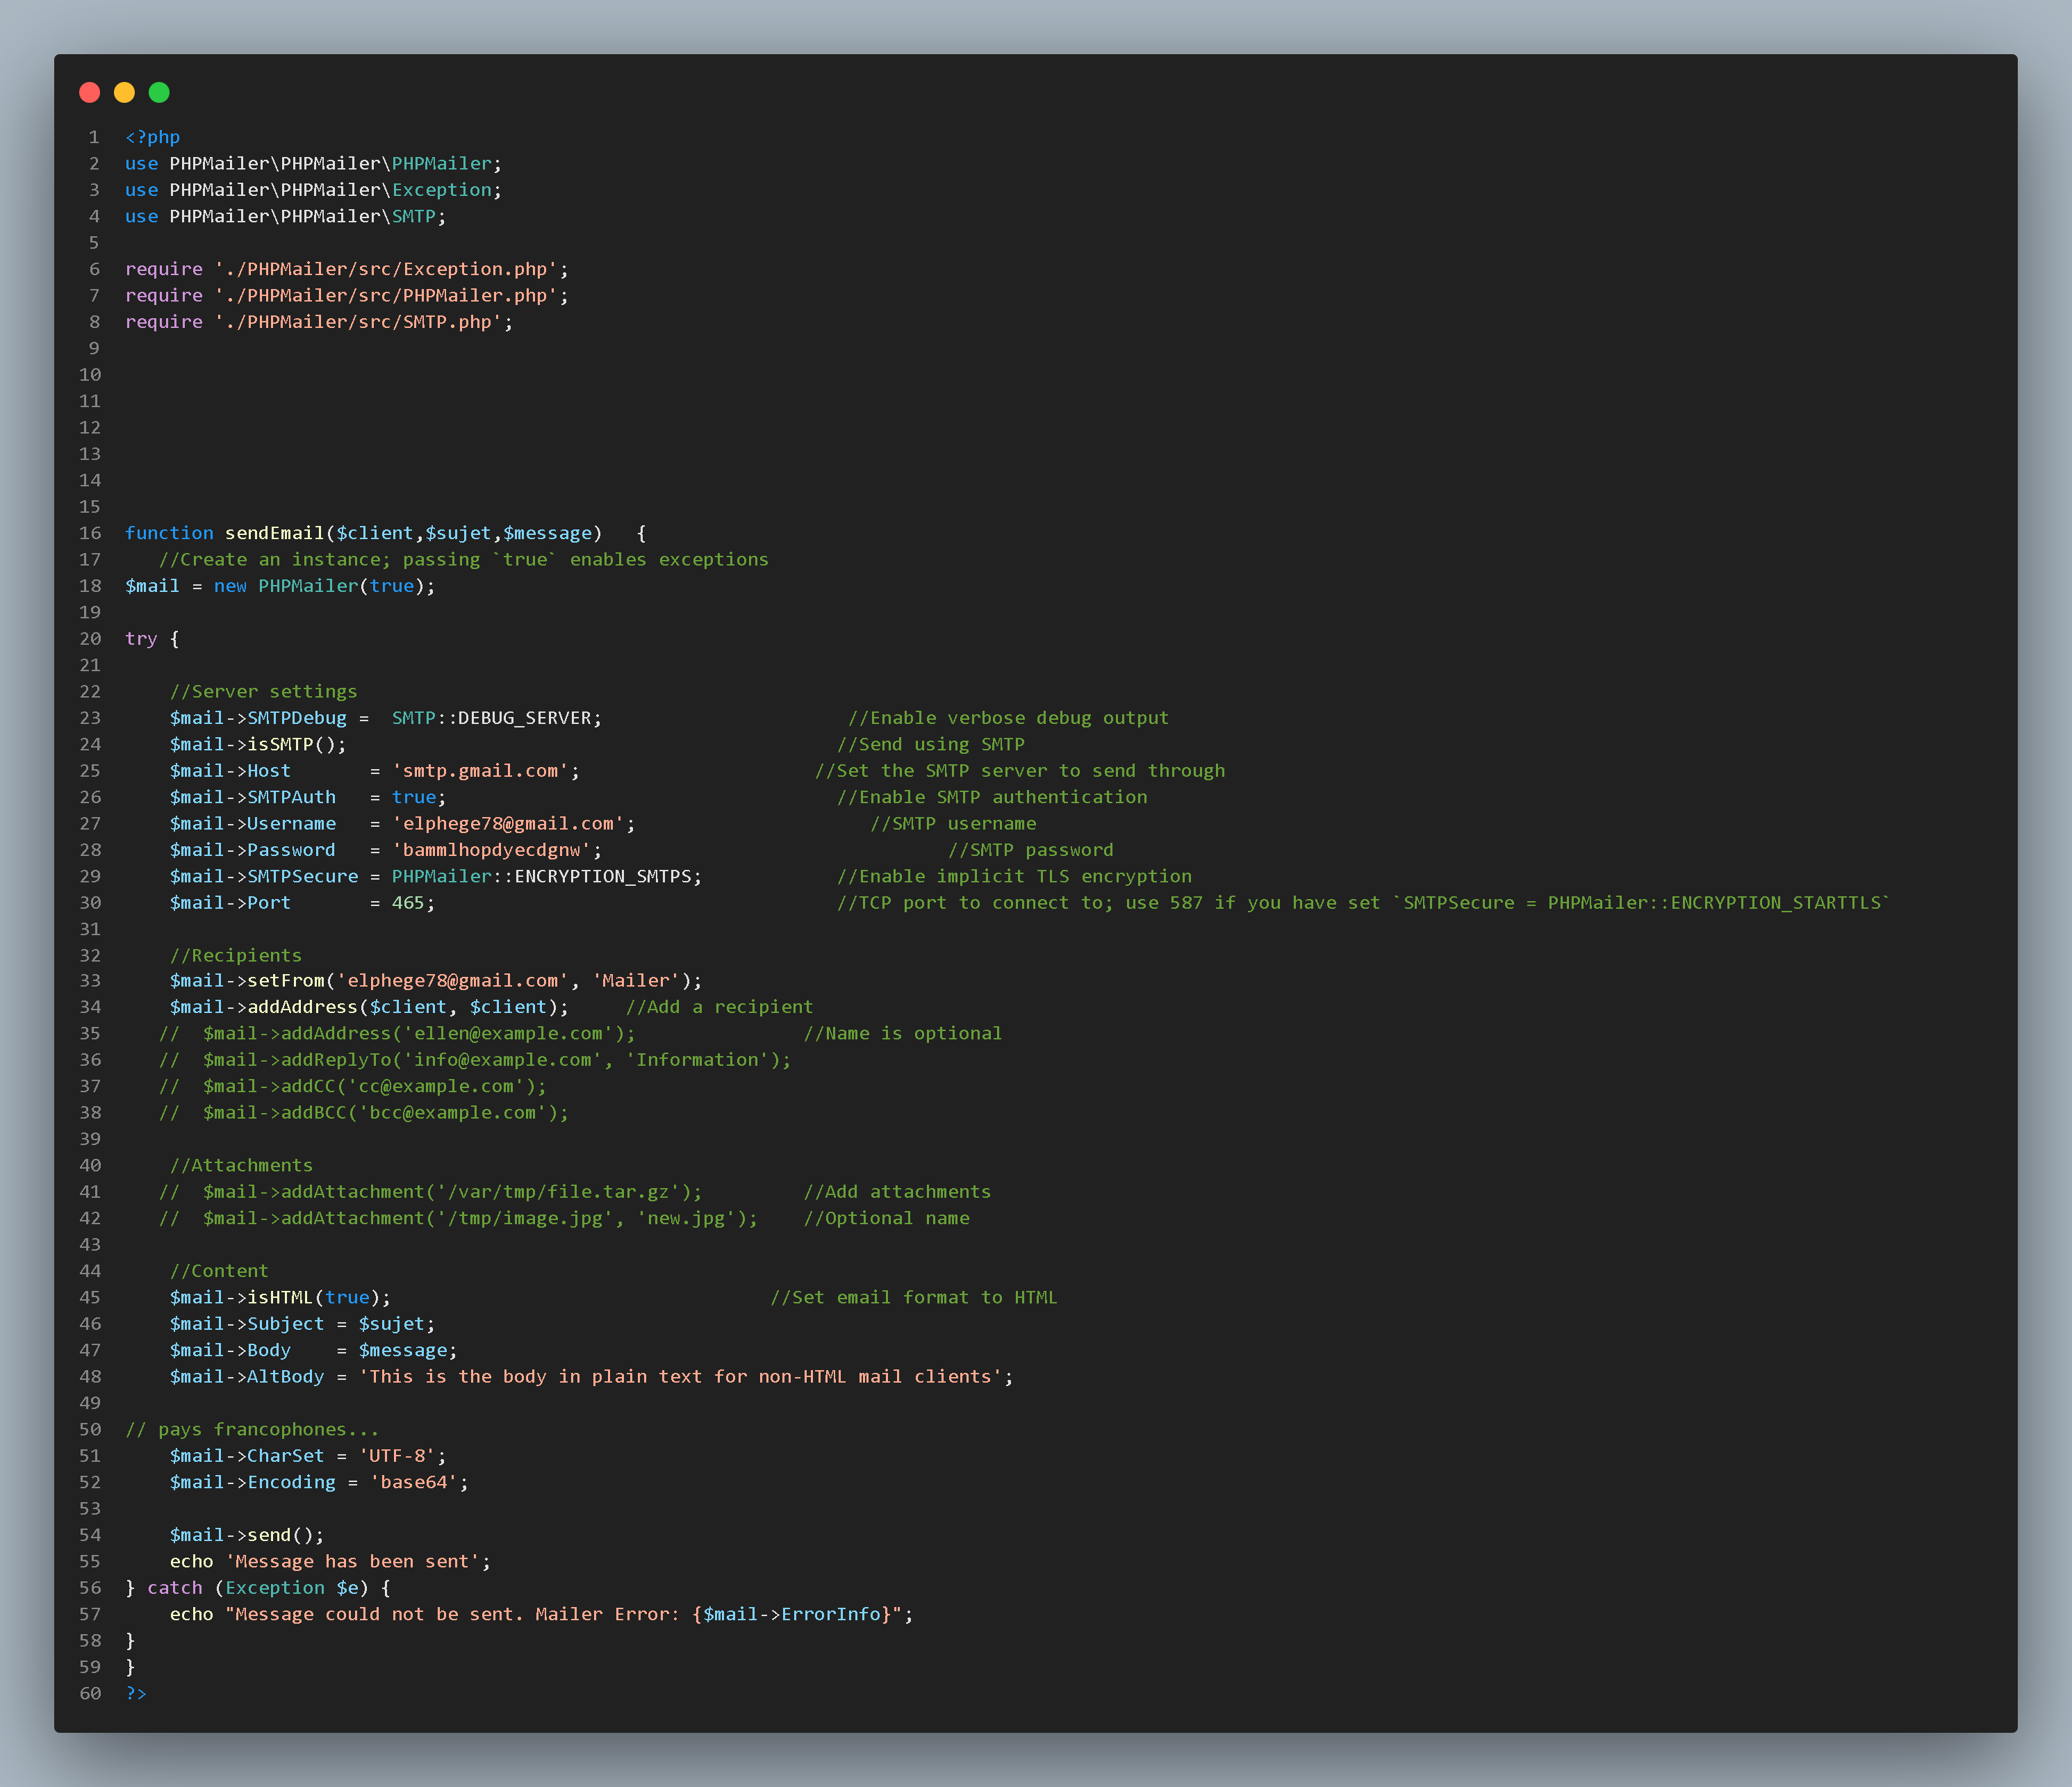 1 <?php
2 use PHPMailer\PHPMailer\PHPMailer;
3 use PHPMailer\PHPMailer\Exception;
4 use PHPMailer\PHPMailer\SMTP;
5
6 require './PHPMailer/src/Exception.php';
7 require './PHPMailer/src/PHPMailer.php';
8 require './PHPMailer/src/SMTP.php';
9
10
11
12
13
14
15
16 function sendEmail($client,$sujet,$message)   {
17    //Create an instance; passing `true` enables exceptions
18 $mail = new PHPMailer(true);
19
20 try {
21
22     //Server settings
23     $mail->SMTPDebug =  SMTP::DEBUG_SERVER;                      //Enable verbose debug output
24     $mail->isSMTP();                                            //Send using SMTP
25     $mail->Host       = 'smtp.gmail.com';                     //Set the SMTP server to send through
26     $mail->SMTPAuth   = true;                                   //Enable SMTP authentication
27     $mail->Username   = 'elphege78@gmail.com';                     //SMTP username
28     $mail->Password   = 'bammlhopdyecdgnw';                               //SMTP password
29     $mail->SMTPSecure = PHPMailer::ENCRYPTION_SMTPS;            //Enable implicit TLS encryption
30     $mail->Port       = 465;                                    //TCP port to connect to; use 587 if you have set `SMTPSecure = PHPMailer::ENCRYPTION_STARTTLS`
31
32     //Recipients
33     $mail->setFrom('elphege78@gmail.com', 'Mailer');
34     $mail->addAddress($client, $client);     //Add a recipient
35    //  $mail->addAddress('ellen@example.com');               //Name is optional
36    //  $mail->addReplyTo('info@example.com', 'Information');
37    //  $mail->addCC('cc@example.com');
38    //  $mail->addBCC('bcc@example.com');
39
40     //Attachments
41    //  $mail->addAttachment('/var/tmp/file.tar.gz');         //Add attachments
42    //  $mail->addAttachment('/tmp/image.jpg', 'new.jpg');    //Optional name
43
44     //Content
45     $mail->isHTML(true);                                  //Set email format to HTML
46     $mail->Subject = $sujet;
47     $mail->Body    = $message;
48     $mail->AltBody = 'This is the body in plain text for non-HTML mail clients';
49
50 // pays francophones...
51     $mail->CharSet = 'UTF-8';
52     $mail->Encoding = 'base64';
53
54     $mail->send();
55     echo 'Message has been sent';
56 } catch (Exception $e) {
57     echo "Message could not be sent. Mailer Error: {$mail->ErrorInfo}";
58 }
59 }
60 ?>